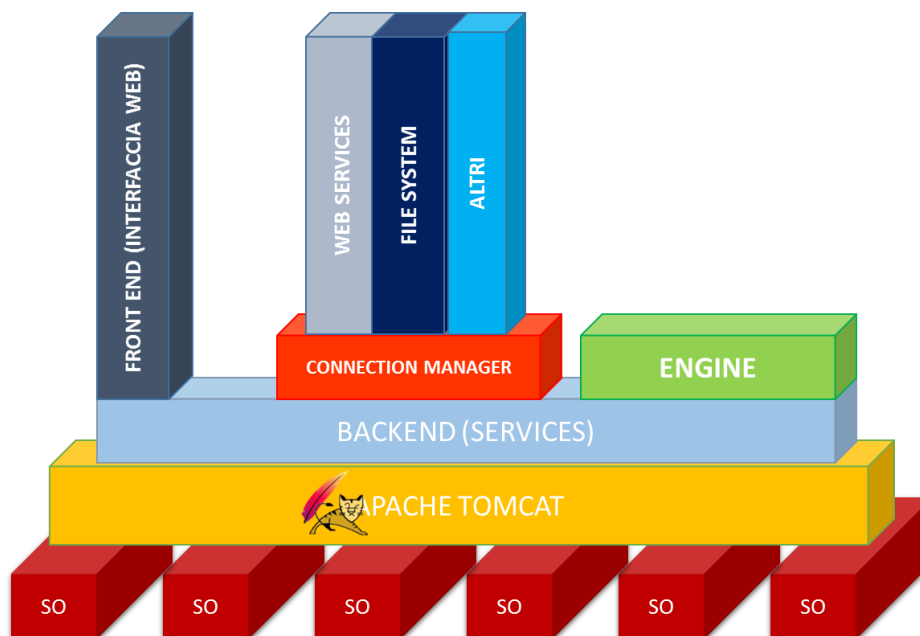 FRONT END (INTERFACCIA WEB)
WEB SERVICES
FILE SYSTEM
ALTRI
CONNECTION MANAGER
ENGINE
BACKEND (SERVICES)
APACHE TOMCAT
SO
SO
SO
SO
SO
SO